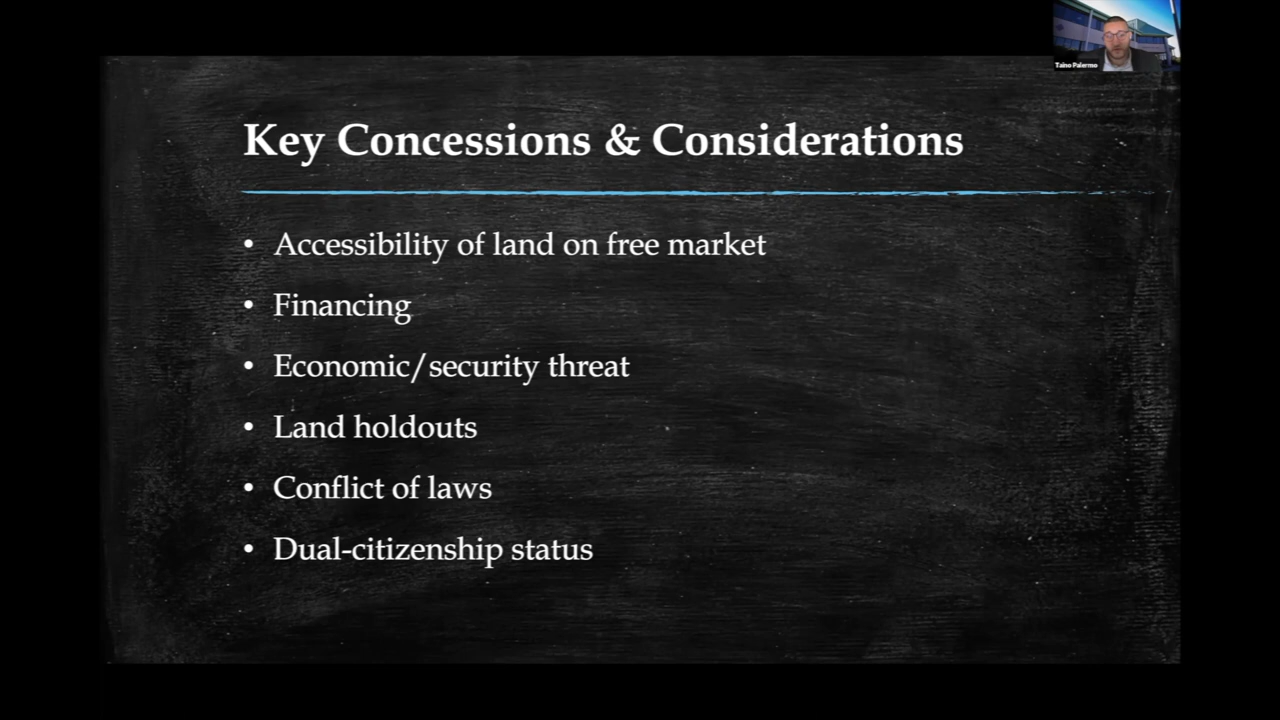 Taino Palermo
Key Concessions & Considerations
• Accessibility of land on free market
• Financing
• Economic/security threat
• Land holdouts
• Conflict of laws
• Dual-citizenship status